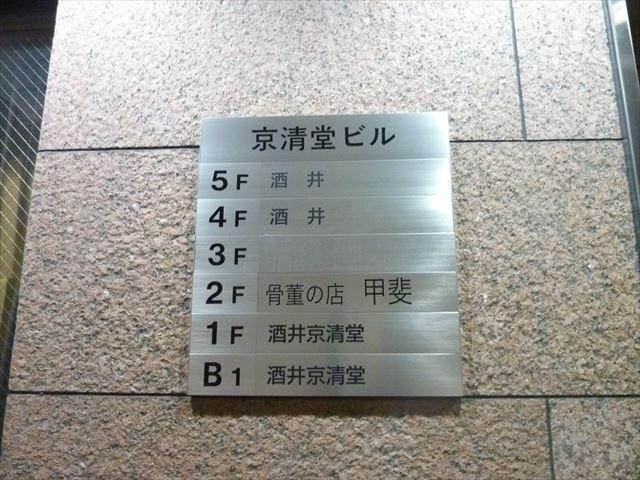 京清堂ビル
5F 酒井
4F 酒井
3F
2F 骨董の店 甲斐
1F 酒井京清堂
B1 酒井京清堂